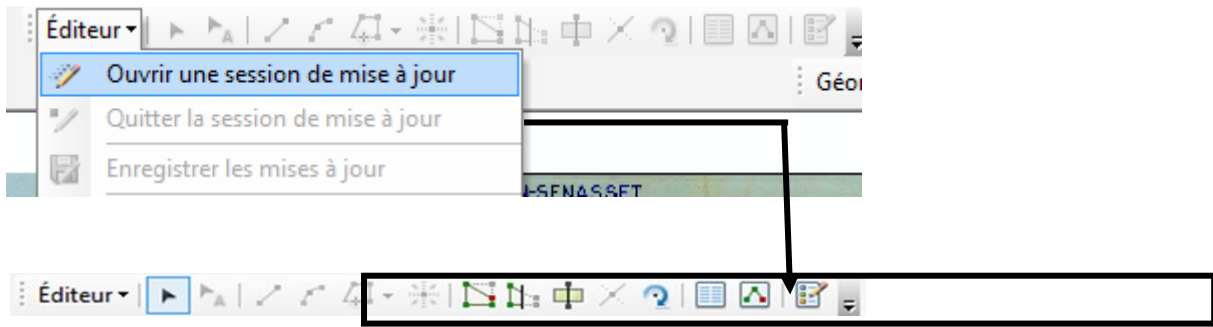 Éditeur
Ouvrir une session de mise à jour
Géor
Quitter la session de mise à jour
Enregistrer les mises à jour
-SENASSET
Éditeur